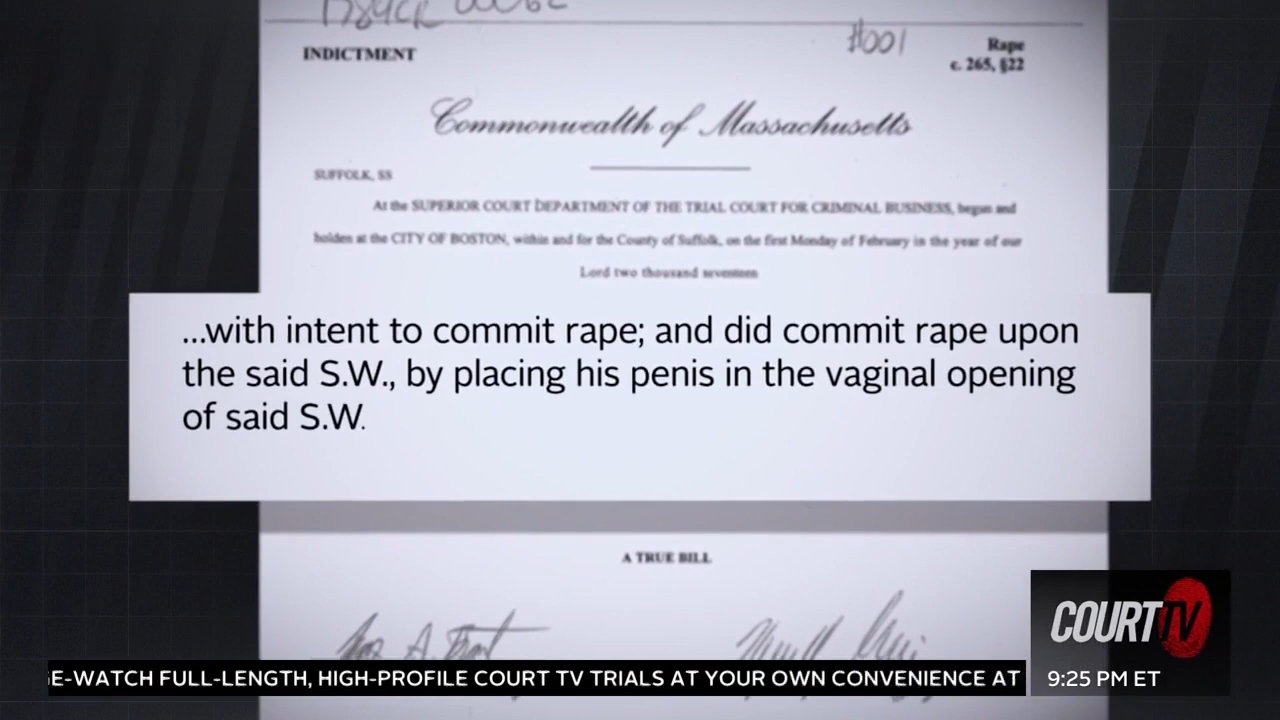 INDICTMENT
#001
Rape
c. 265, §22
Commonwealth of Massachusetts
SUFFOLK, SS
At the SUPERIOR COURT DEPARTMENT OF THE TRIAL COURT FOR CRIMINAL BUSINESS, begun and
holden at the CITY OF BOSTON, within and for the County of Suffolk, on the first Monday of February in the year of our
Lord two thousand seventeen
...with intent to commit rape; and did commit rape upon
the said S.W., by placing his penis in the vaginal opening
of said S.W.
A TRUE BILL
COURT TV
E-WATCH FULL-LENGTH, HIGH-PROFILE COURT TV TRIALS AT YOUR OWN CONVENIENCE AT
9:25 PM ET